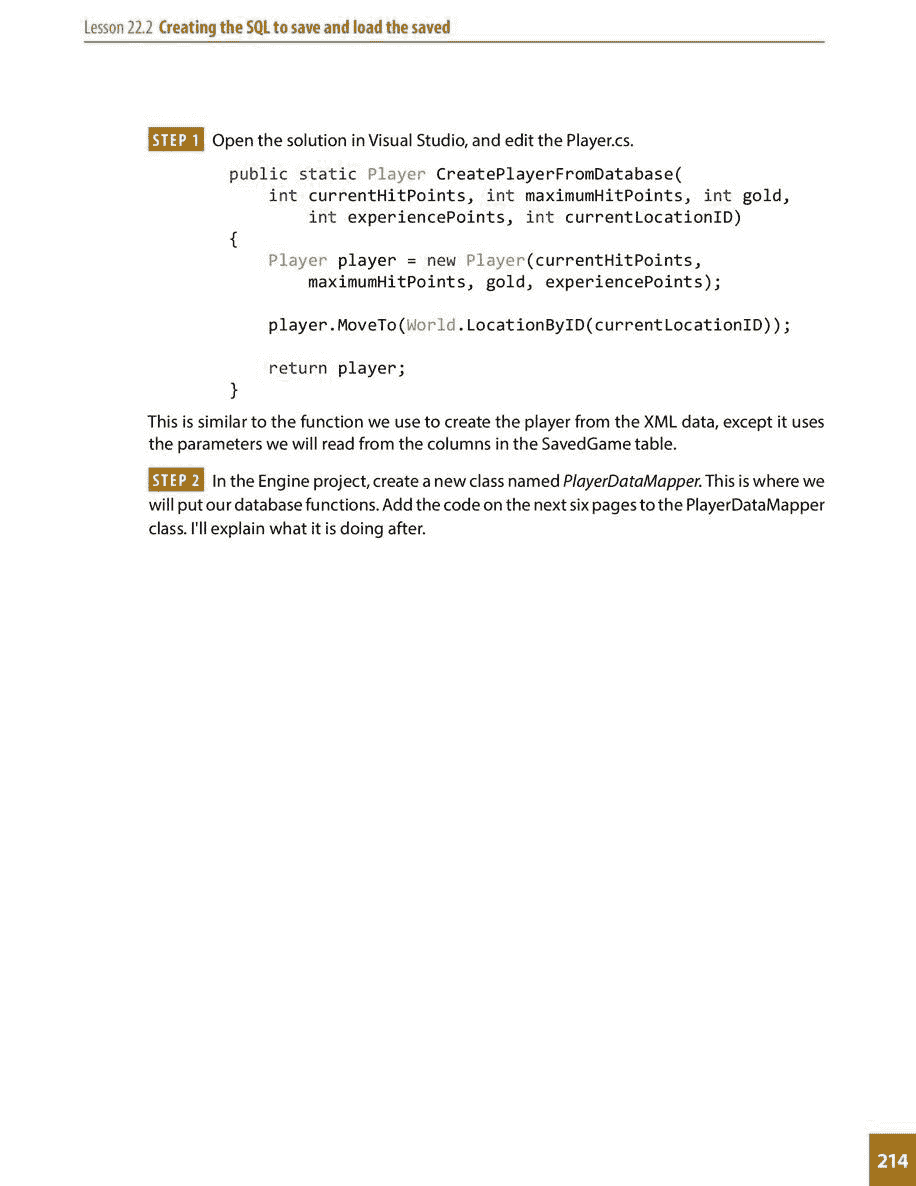 Lesson 22.2 Creating the SQL to save and load the saved
STEP 1 Open the solution in Visual Studio, and edit the Player.cs.
public static Player CreatePlayerFromDatabase(
int currentHitPoints, int maximumHitPoints, int gold,
int experiencePoints, int currentLocationID)
{
Player player = new Player(currentHitPoints,
maximumHitPoints, gold, experiencePoints);
player.MoveTo(World.LocationByID(currentLocationID));
return player;
}
This is similar to the function we use to create the player from the XML data, except it uses
the parameters we will read from the columns in the SavedGame table.
STEP 2 In the Engine project, create a new class named PlayerDataMapper. This is where we
will put our database functions. Add the code on the next six pages to the PlayerDataMapper
class. I'll explain what it is doing after.
214